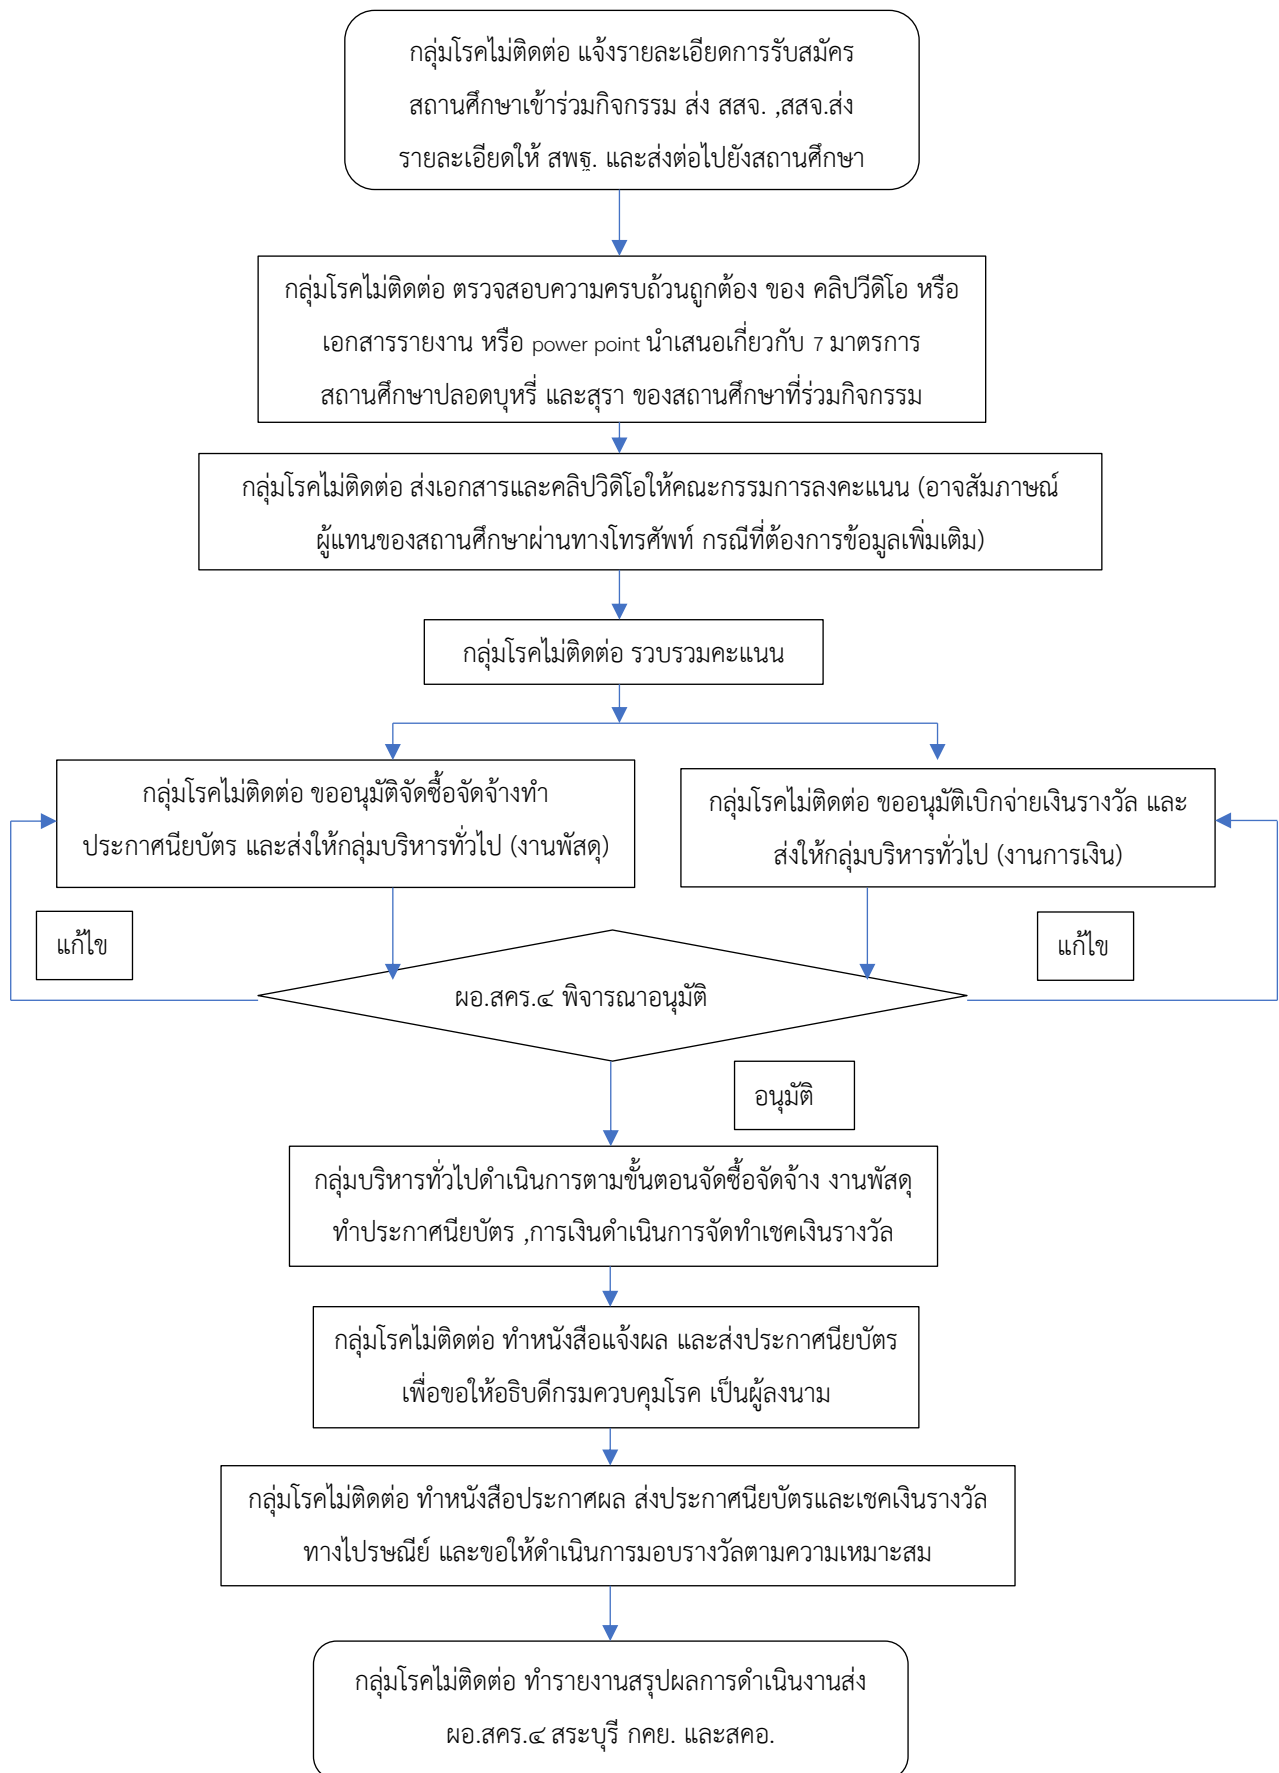 กลุ่มโรคไม่ติดต่อ แจ้งรายละเอียดการรับสมัคร
สถานศึกษาเข้าร่วมกิจกรรม ส่ง สสจ. ,สสจ.ส่ง
รายละเอียดให้ สพฐ. และส่งต่อไปยังสถานศึกษา
กลุ่มโรคไม่ติดต่อ ตรวจสอบความครบถ้วนถูกต้อง ของ คลิปวีดิโอ หรือ
เอกสารรายงาน หรือ power point นำเสนอเกี่ยวกับ 7 มาตรการ
สถานศึกษาปลอดบุหรี่ และสุรา ของสถานศึกษาที่ร่วมกิจกรรม
กลุ่มโรคไม่ติดต่อ ส่งเอกสารและคลิปวิดิโอให้คณะกรรมการลงคะแนน (อาจสัมภาษณ์
ผู้แทนของสถานศึกษาผ่านทางโทรศัพท์ กรณีที่ต้องการข้อมูลเพิ่มเติม)
กลุ่มโรคไม่ติดต่อ รวบรวมคะแนน
กลุ่มโรคไม่ติดต่อ ขออนุมัติจัดซื้อจัดจ้างทำ
ประกาศนียบัตร และส่งให้กลุ่มบริหารทั่วไป (งานพัสดุ)
กลุ่มโรคไม่ติดต่อ ขออนุมัติเบิกจ่ายเงินรางวัล และ
ส่งให้กลุ่มบริหารทั่วไป (งานการเงิน)
แก้ไข
แก้ไข
ผอ.สคร.๔ พิจารณาอนุมัติ
อนุมัติ
กลุ่มบริหารทั่วไปดำเนินการตามขั้นตอนจัดซื้อจัดจ้าง งานพัสดุ
ทำประกาศนียบัตร ,การเงินดำเนินการจัดทำเชคเงินรางวัล
กลุ่มโรคไม่ติดต่อ ทำหนังสือแจ้งผล และส่งประกาศนียบัตร
เพื่อขอให้อธิบดีกรมควบคุมโรค เป็นผู้ลงนาม
กลุ่มโรคไม่ติดต่อ ทำหนังสือประกาศผล ส่งประกาศนียบัตรและเชคเงินรางวัล
ทางไปรษณีย์ และขอให้ดำเนินการมอบรางวัลตามความเหมาะสม
กลุ่มโรคไม่ติดต่อ ทำรายงานสรุปผลการดำเนินงานส่ง
ผอ.สคร.๔ สระบุรี กคย. และสคอ.